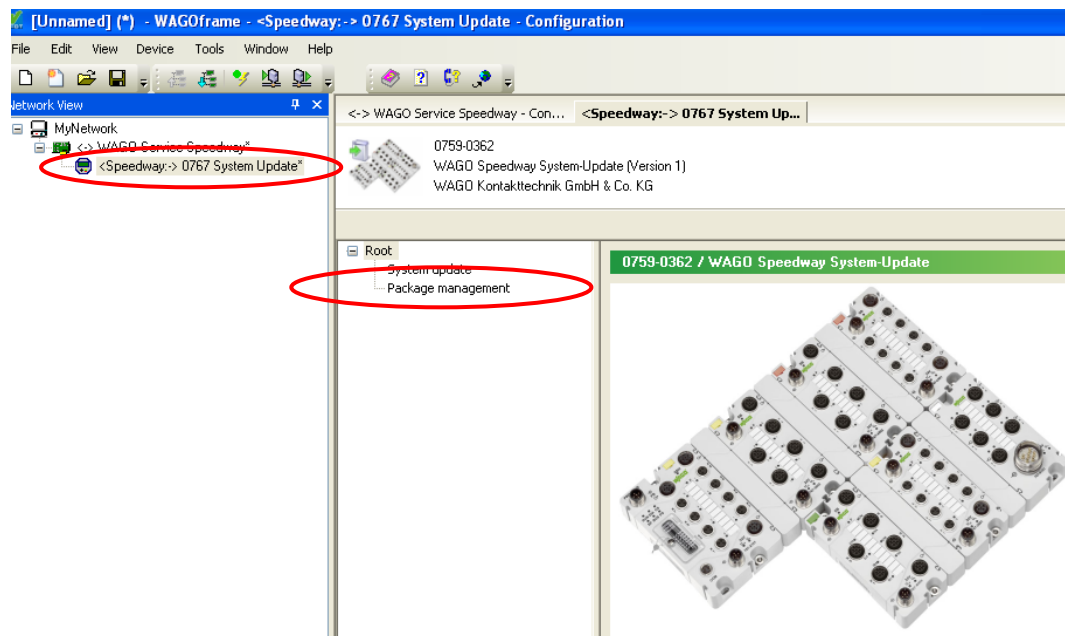 [Unnamed] (*) - WAGOframe - <Speedway:-> 0767 System Update - Configuration
File Edit View Device Tools Window Help
Network View
<-> WAGO Service Speedway - Con... <Speedway:-> 0767 System Up...
MyNetwork
<-> WAGO Service Speedway*
<Speedway:-> 0767 System Update*
0759-0362
WAGO Speedway System-Update (Version 1)
WAGO Kontakttechnik GmbH & Co. KG
Root
System update
Package management
0759-0362 / WAGO Speedway System-Update